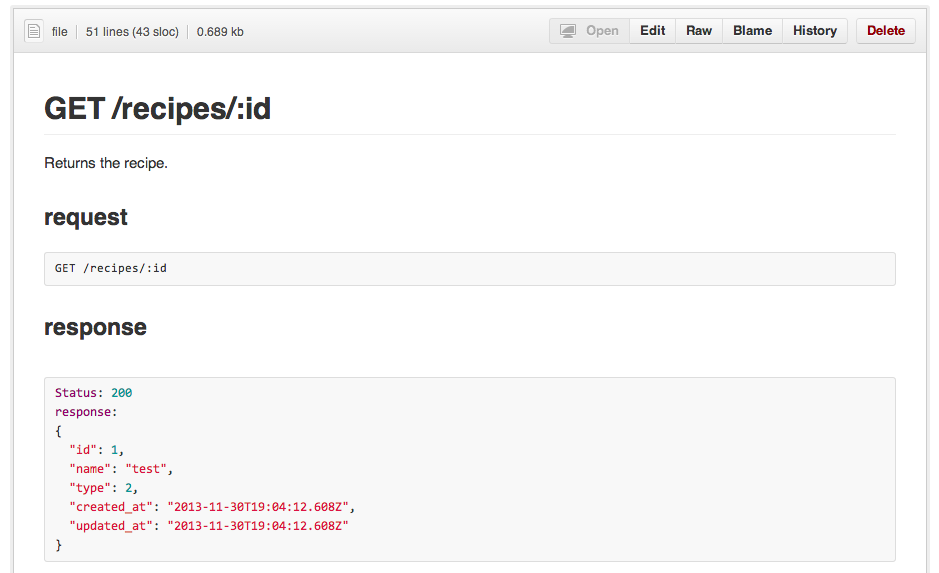 file 51 lines (43 sloc) 0.689 kb Open Edit Raw Blame History Delete
GET /recipes/:id
Returns the recipe.
request
GET /recipes/:id
response
Status: 200
response:
{
"id": 1,
"name": "test",
"type": 2,
"created_at": "2013-11-30T19:04:12.608Z",
"updated_at": "2013-11-30T19:04:12.608Z"
}